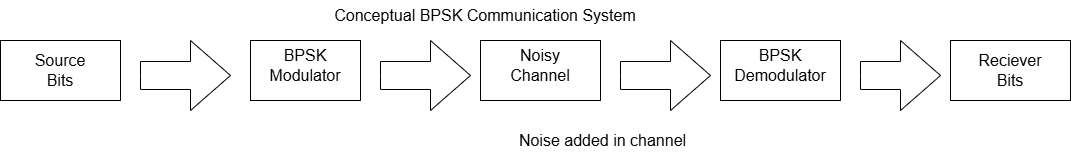 Conceptual BPSK Communication System
Source
Bits
BPSK
Modulator
Noisy
Channel
BPSK
Demodulator
Reciever
Bits
Noise added in channel